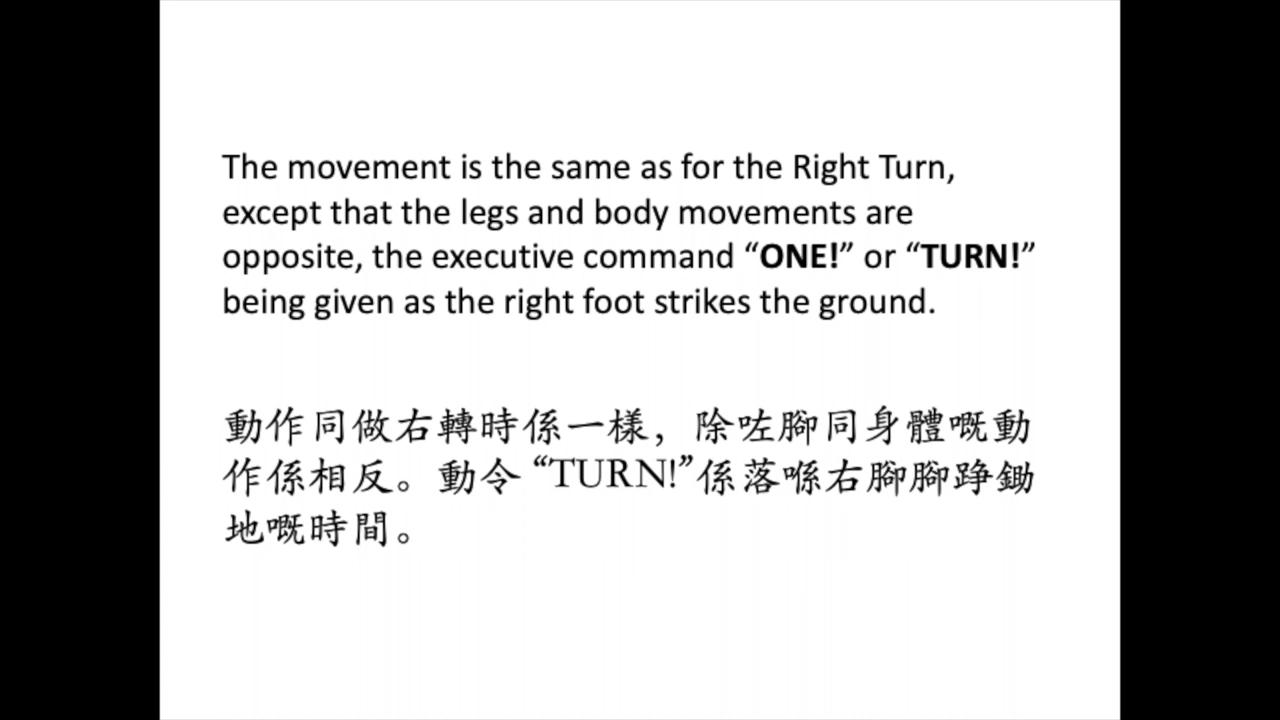 The movement is the same as for the Right Turn,
except that the legs and body movements are
opposite, the executive command “ONE!” or “TURN!”
being given as the right foot strikes the ground.
動作同做右轉時係一樣，除咗腳同身體嘅動
作係相反。動令 “TURN!”係落喺右腳腳踭鋤
地嘅時間。